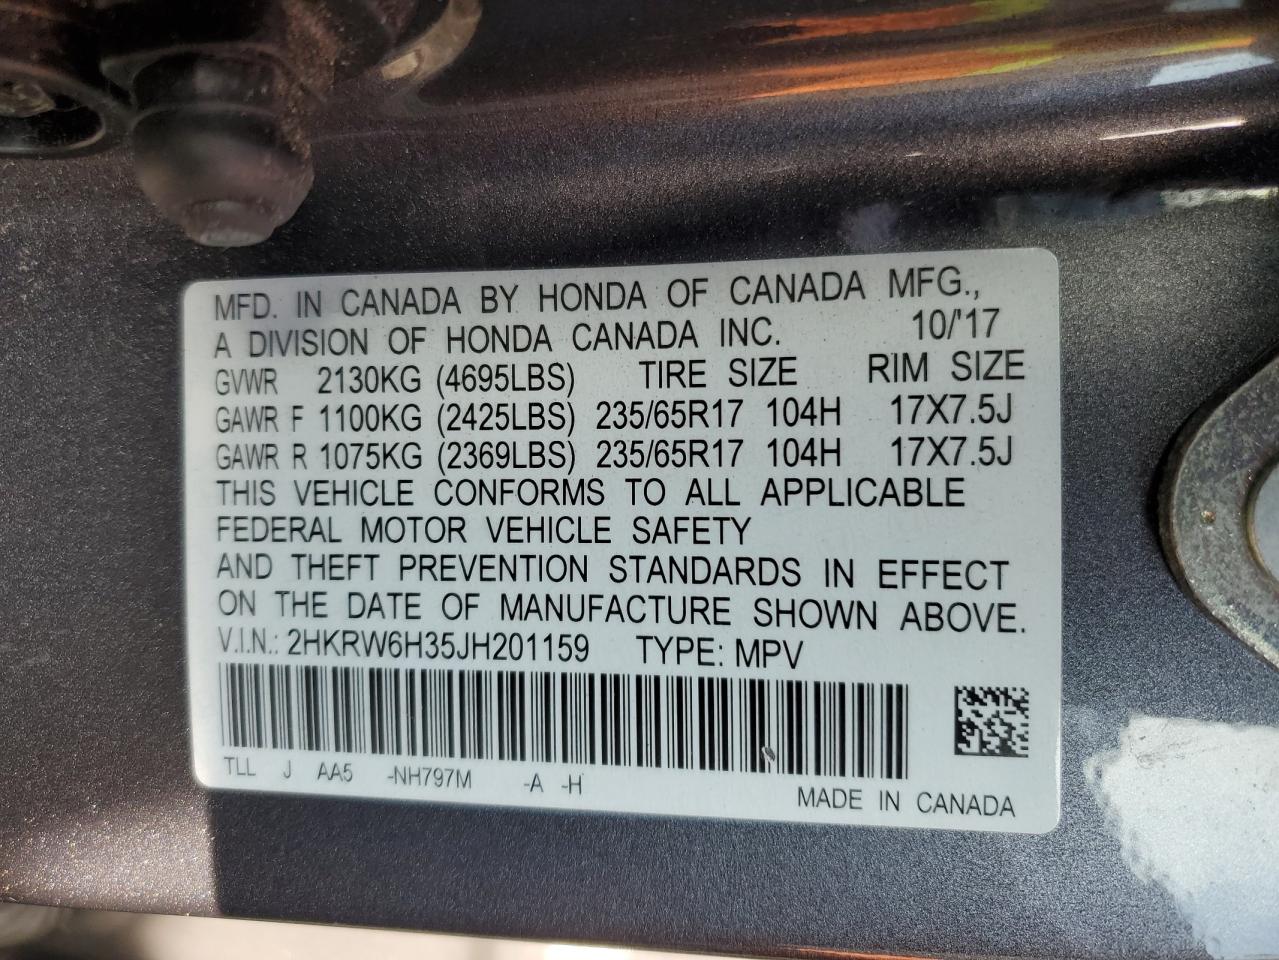 MFD. IN CANADA BY HONDA OF CANADA MFG.,
A DIVISION OF HONDA CANADA INC. 10/'17
GVWR 2130KG (4695LBS) TIRE SIZE RIM SIZE
GAWR F 1100KG (2425LBS) 235/65R17 104H 17X7.5J
GAWR R 1075KG (2369LBS) 235/65R17 104H 17X7.5J
THIS VEHICLE CONFORMS TO ALL APPLICABLE
FEDERAL MOTOR VEHICLE SAFETY
AND THEFT PREVENTION STANDARDS IN EFFECT
ON THE DATE OF MANUFACTURE SHOWN ABOVE.
V.I.N.: 2HKRW6H35JH201159 TYPE: MPV
TLL J AA5 -NH797M -A -H
MADE IN CANADA